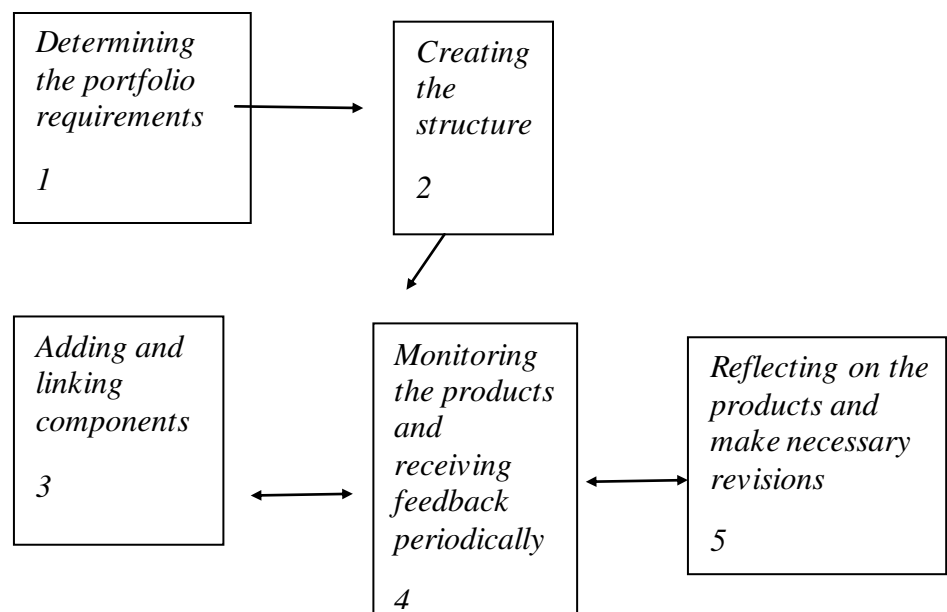 Determining
the portfolio
requirements
1
Creating
the
structure
2
Adding and
linking
components
3
Monitoring
the products
and
receiving
feedback
periodically
4
Reflecting on the
products and
make necessary
revisions
5